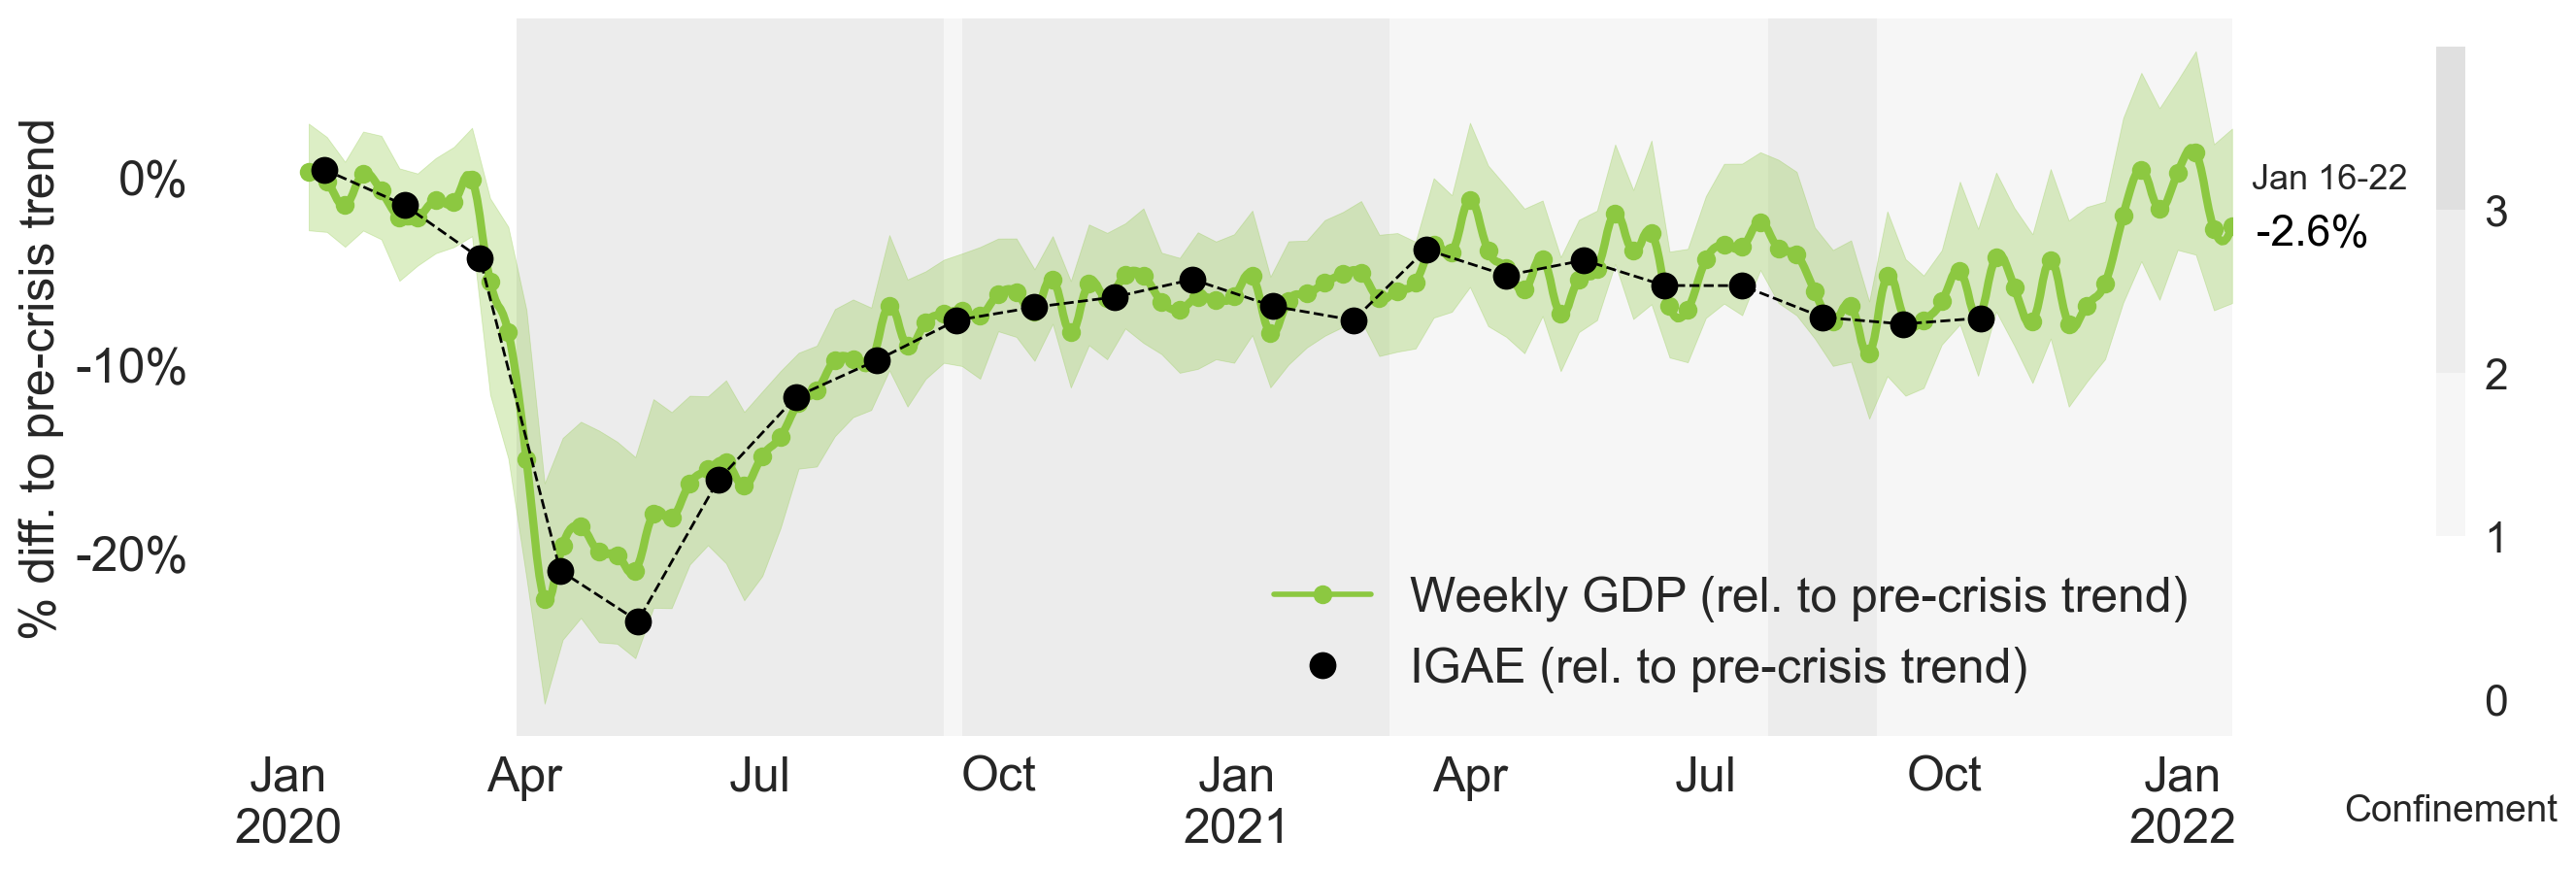 % diff. to pre-crisis trend
0%
-10%
-20%
Jan 16-22
-2.6%
3
2
1
0
Weekly GDP (rel. to pre-crisis trend)
IGAE (rel. to pre-crisis trend)
Jan Apr Jul Oct Jan Apr Jul Oct Jan
2020 2021 2022
Confinement